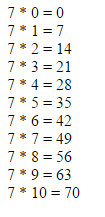 7 * 0 = 0
7 * 1 = 7
7 * 2 = 14
7 * 3 = 21
7 * 4 = 28
7 * 5 = 35
7 * 6 = 42
7 * 7 = 49
7 * 8 = 56
7 * 9 = 63
7 * 10 = 70